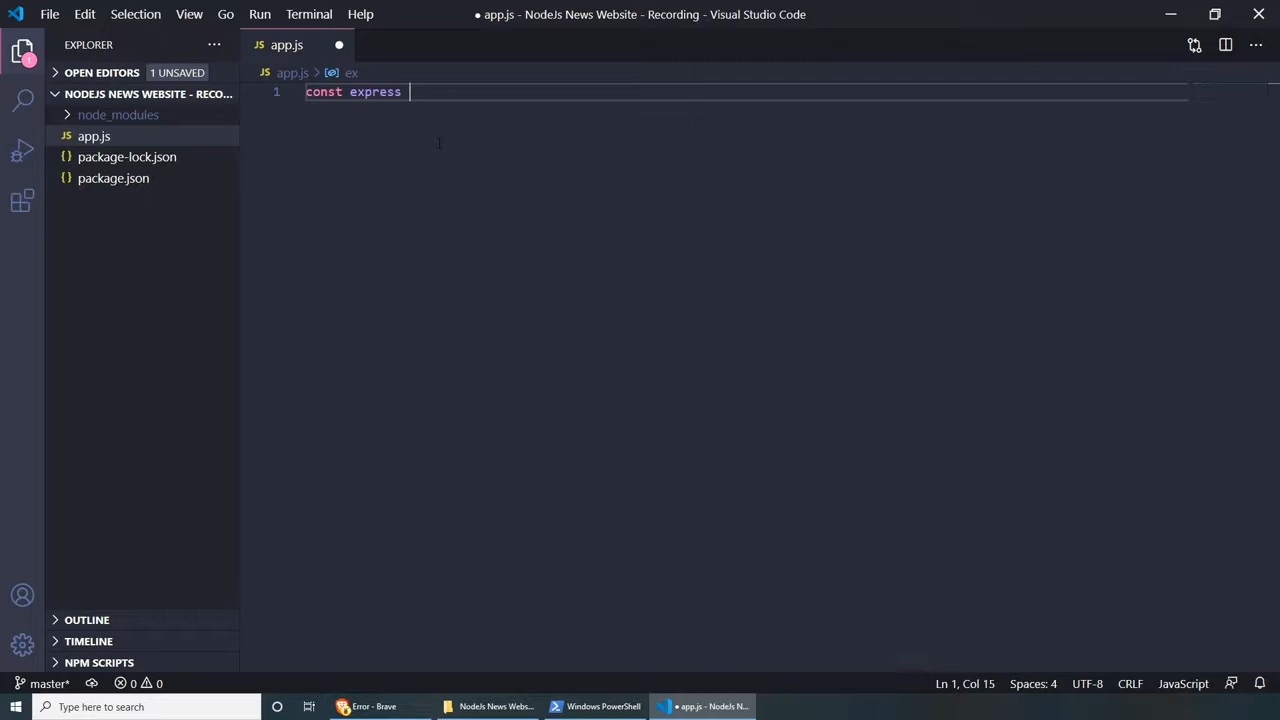 File Edit Selection View Go Run Terminal Help
● app.js - NodeJs News Website - Recording - Visual Studio Code
EXPLORER ...
JS app.js ●
OPEN EDITORS 1 UNSAVED
JS app.js > ex
NODEJS NEWS WEBSITE - RECO...
1 const express
node_modules
JS app.js
{} package-lock.json
{} package.json
1
OUTLINE
TIMELINE
NPM SCRIPTS
master* 0 0
Ln 1, Col 15 Spaces: 4 UTF-8 CRLF JavaScript
Type here to search
Error - Brave
NodeJs News Webs...
Windows PowerShell
● app.js - NodeJs N...